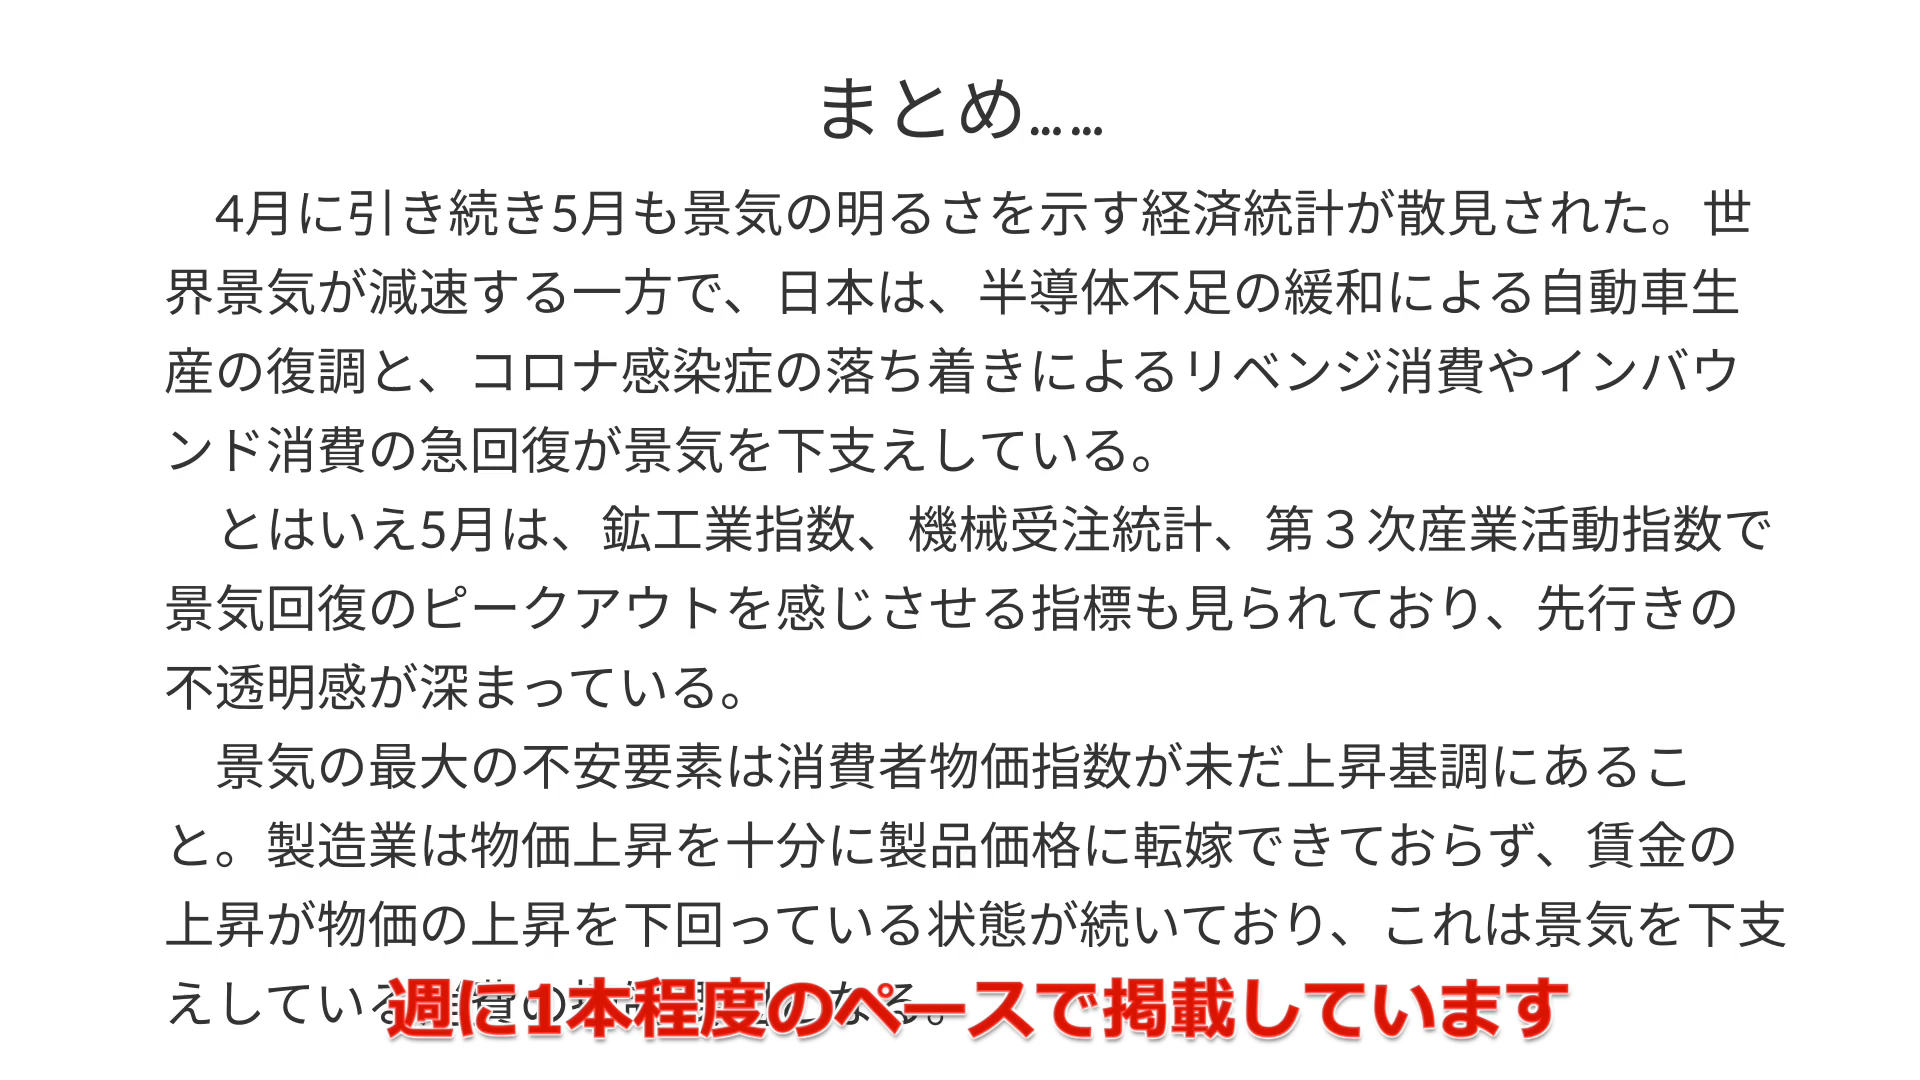 まとめ……
4月に引き続き5月も景気の明るさを示す経済統計が散見された。世
界景気が減速する一方で、日本は、半導体不足の緩和による自動車生
産の復調と、コロナ感染症の落ち着きによるリベンジ消費やインバウ
ンド消費の急回復が景気を下支えしている。
とはいえ5月は、鉱工業指数、機械受注統計、第３次産業活動指数で
景気回復のピークアウトを感じさせる指標も見られており、先行きの
不透明感が深まっている。
景気の最大の不安要素は消費者物価指数が未だ上昇基調にあるこ
と。製造業は物価上昇を十分に製品価格に転嫁できておらず、賃金の
上昇が物価の上昇を下回っている状態が続いており、これは景気を下支
えしている
週に1本程度のペースで掲載しています